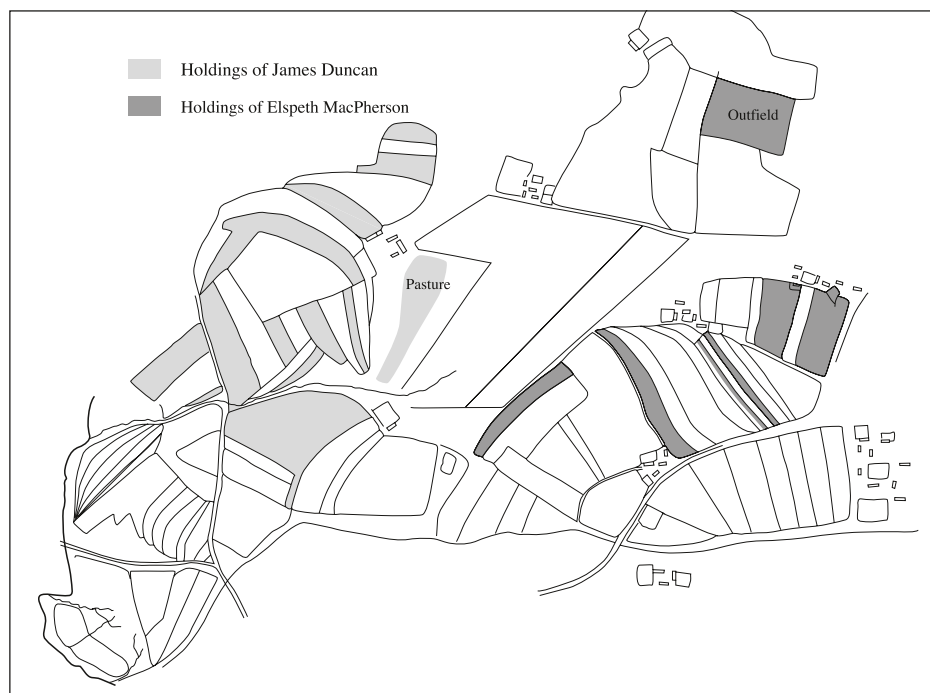 Holdings of James Duncan
Holdings of Elspeth MacPherson
Outfield
Pasture